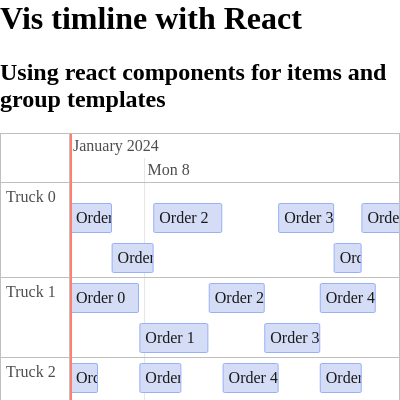 Vis timline with React
Using react components for items and
group templates
January 2024
Mon 8
Truck 0
Order
Order 2
Order 3
Orde
Order
Orc
Truck 1
Order 0
Order 2
Order 4
Order 1
Order 3
Truck 2
Orc
Order
Order 4
Order